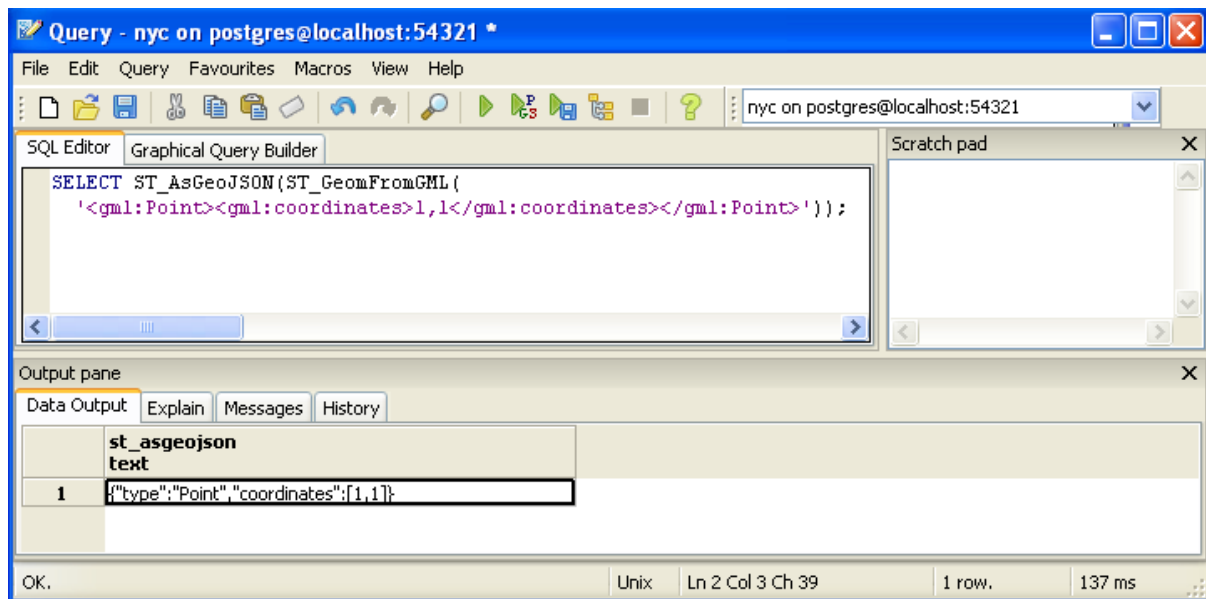 Query - nyc on postgres@localhost:54321 *
File Edit Query Favourites Macros View Help
nyc on postgres@localhost:54321
SQL Editor Graphical Query Builder
Scratch pad
SELECT ST_AsGeoJSON(ST_GeomFromGML(
'<gml:Point><gml:coordinates>1,1</gml:coordinates></gml:Point>'));
Output pane
Data Output Explain Messages History
st_asgeojson
text
1 {"type":"Point","coordinates":[1,1]}
OK. Unix Ln 2 Col 3 Ch 39 1 row. 137 ms